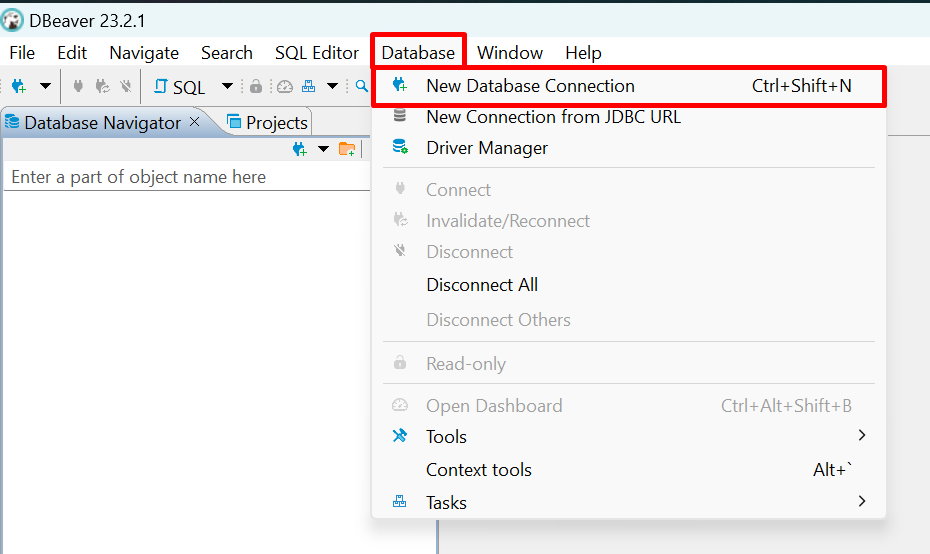 DBeaver 23.2.1
File Edit Navigate Search SQL Editor Database Window Help
SQL
New Database Connection Ctrl+Shift+N
Database Navigator Projects
New Connection from JDBC URL
Driver Manager
Enter a part of object name here
Connect
Invalidate/Reconnect
Disconnect
Disconnect All
Disconnect Others
Read-only
Open Dashboard Ctrl+Alt+Shift+B
Tools
Context tools Alt+`
Tasks